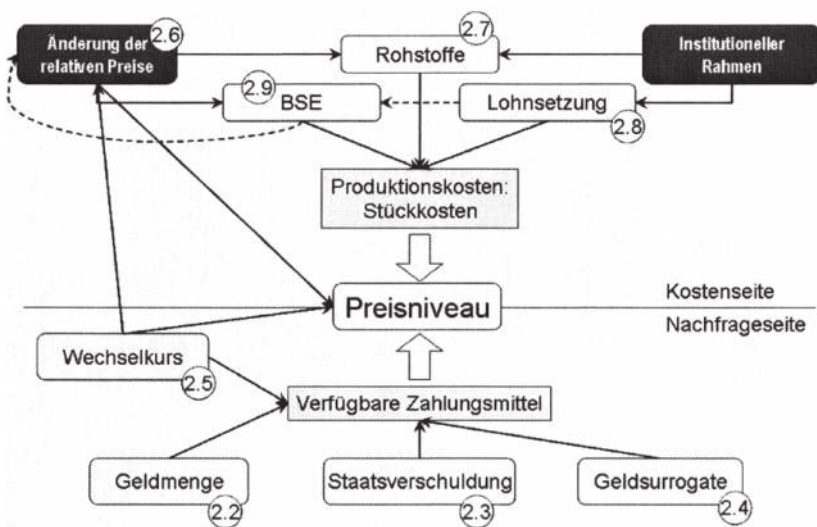 Änderung der
relativen Preise
2.6
Rohstoffe
2.7
Institutioneller
Rahmen
2.9
BSE
Lohnsetzung
2.8
Produktionskosten:
Stückkosten
Preisniveau
Kostenseite
Nachfrageseite
Wechselkurs
2.5
Verfügbare Zahlungsmittel
Geldmenge
2.2
Staatsverschuldung
2.3
Geldsurrogate
2.4